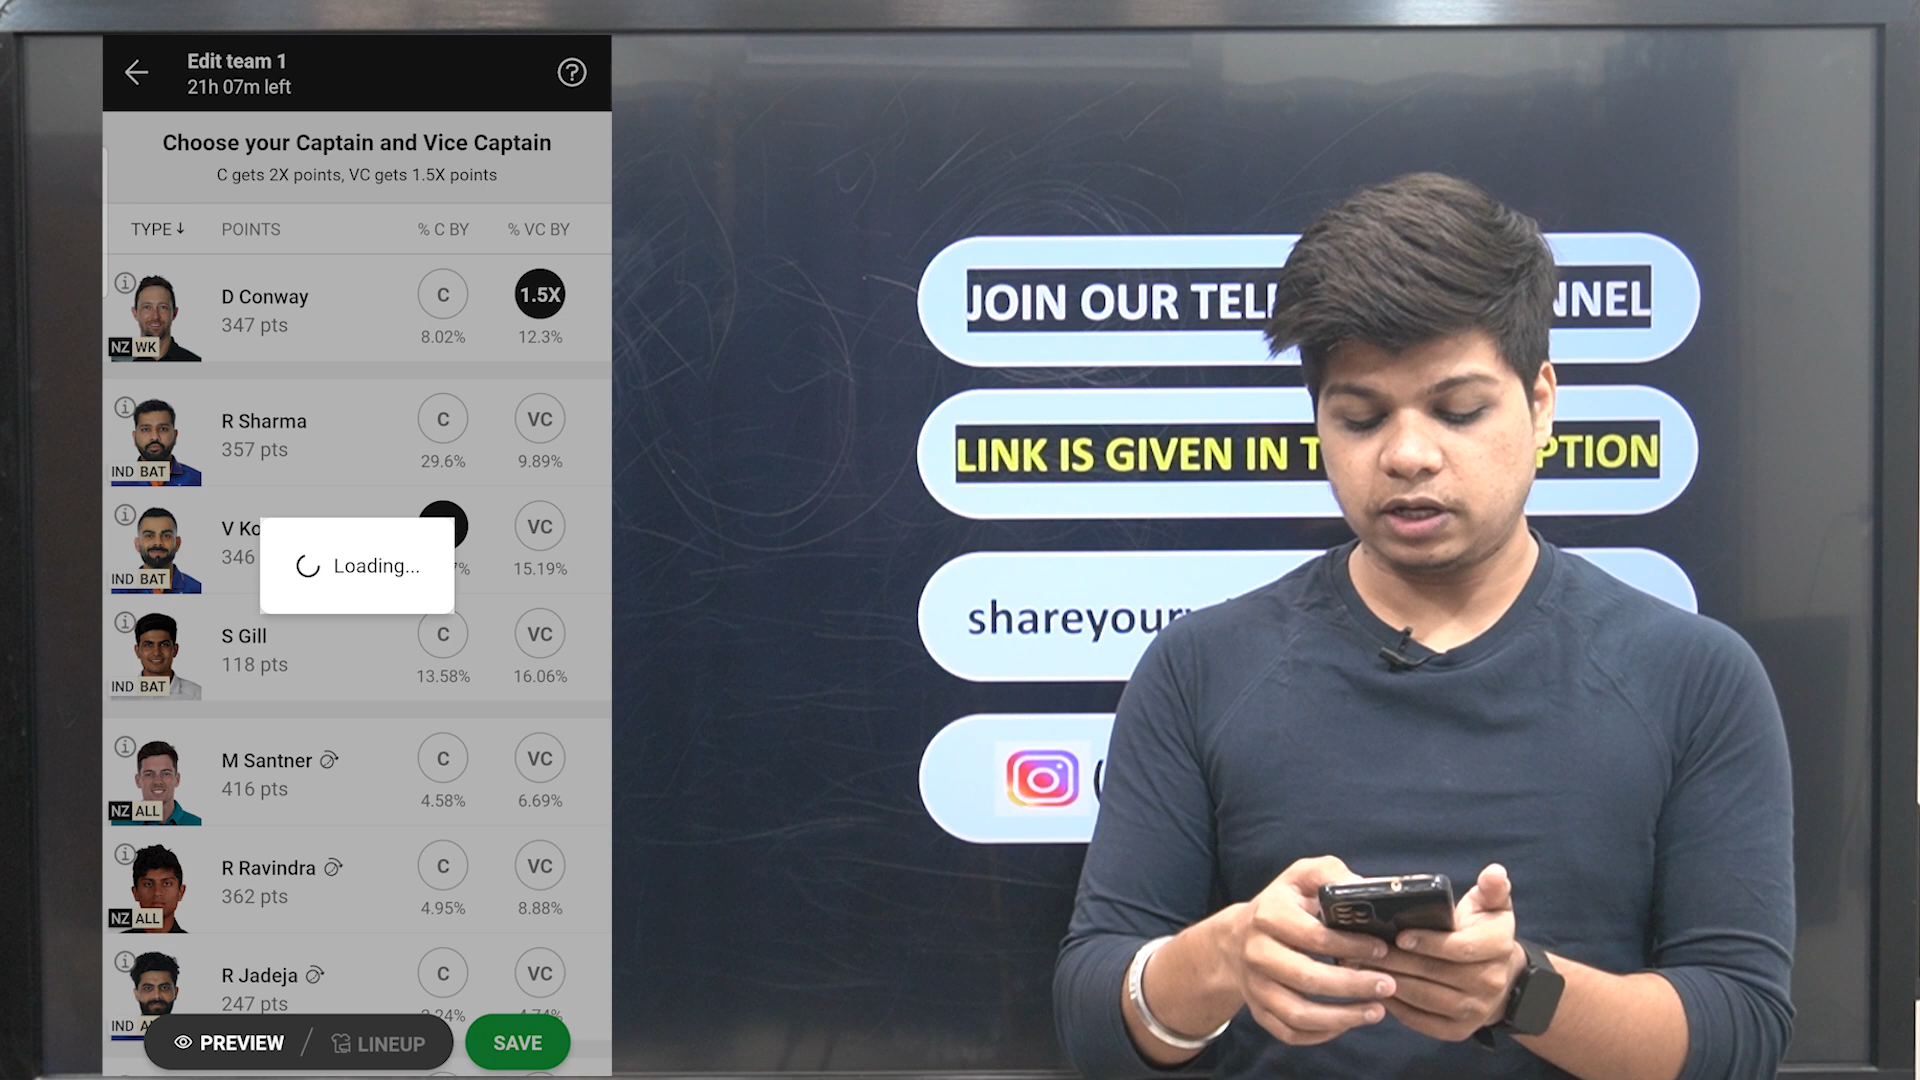 Edit team 1
21h 07m left
Choose your Captain and Vice Captain
C gets 2X points, VC gets 1.5X points
TYPE POINTS % C BY % VC BY
D Conway
347 pts
C 1.5X
8.02% 12.3%
NZ WK
R Sharma
357 pts
C VC
29.6% 9.89%
IND BAT
V Ko
346
VC
7% 15.19%
IND BAT
Loading...
S Gill
118 pts
C VC
13.58% 16.06%
IND BAT
M Santner
416 pts
C VC
4.58% 6.69%
NZ ALL
R Ravindra
362 pts
C VC
4.95% 8.88%
NZ ALL
R Jadeja
247 pts
C VC
IND
PREVIEW / LINEUP SAVE
JOIN OUR TEL NNEL
LINK IS GIVEN IN T PTION
shareyour